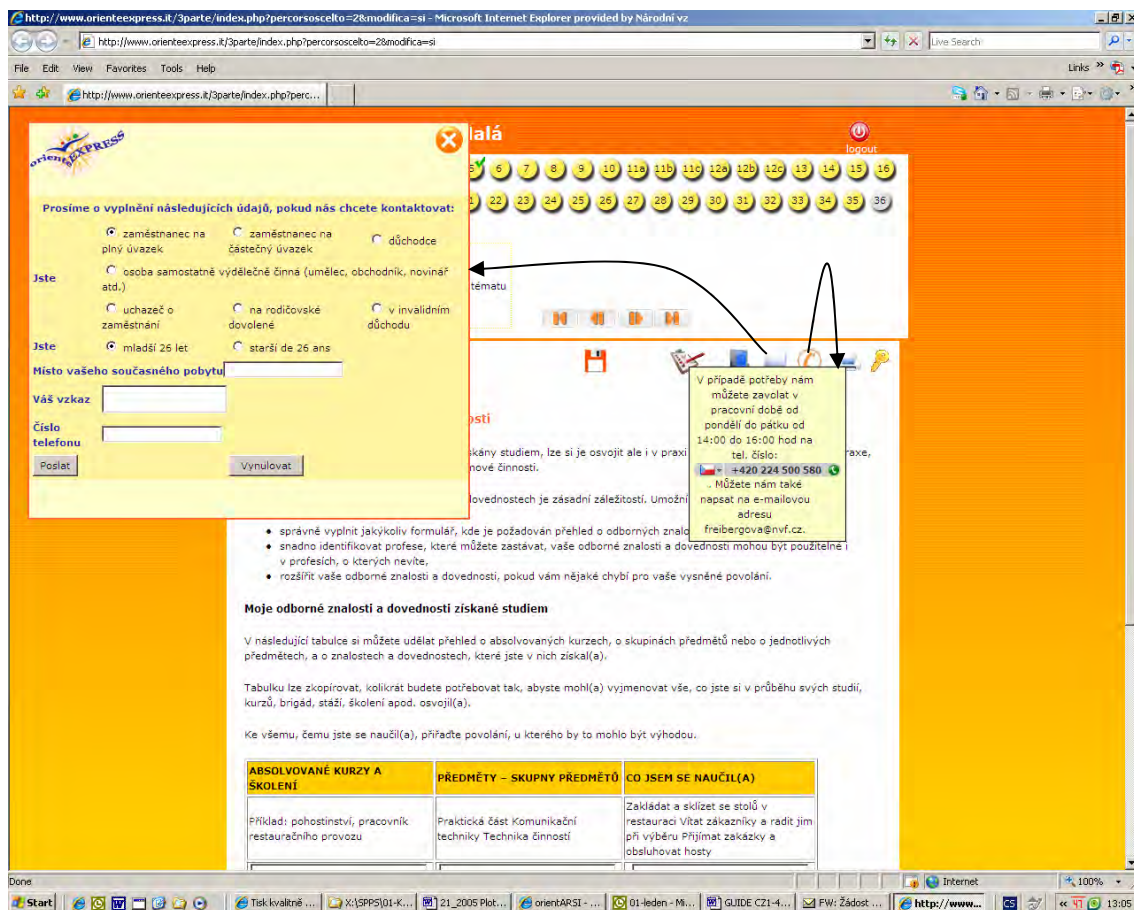 http://www.orienteexpress.it/3parte/index.php?percorsoscelto=28&modifica=si - Microsoft Internet Explorer provided by Národní vz
http://www.orienteexpress.it/3parte/index.php?percorsoscelto=28&modifica=si
Live Search
File Edit View Favorites Tools Help
Links »
http://www.orienteexpress.it/3parte/index.php?perc...
orientEXPRESS
lalá
logout
5 6 7 8 9 10 11a 11b 11c 12a 12b 12c 13 14 15 16
22 23 24 25 26 27 28 29 30 31 32 33 34 35 36
Prosíme o vyplnění následujících údajů, pokud nás chcete kontaktovat:
Jste
zaměstnanec na plný úvazek
zaměstnanec na částečný úvazek
důchodce
osoba samostatně výdělečně činná (umělec, obchodník, novinář atd.)
uchazeč o zaměstnání
na rodičovské dovolené
v invalidním důchodu
Jste
mladší 26 let
starší de 26 ans
Místo vašeho současného pobytu
Váš vzkaz
Číslo telefonu
Poslat
Vynulovat
tématu
V případě potřeby nám
můžete zavolat v
pracovní době od
pondělí do pátku od
14:00 do 16:00 hod na
tel. číslo:
+420 224 500 580
. Můžete nám také
napsat na e-mailovou
adresu
freibergova@nvf.cz.
osti
skány studiem, lze si je osvojit ale i v praxi
raxe,
mové činnosti.
dovednostech je zásadní záležitostí. Umožní
správně vyplnit jakýkoliv formulář, kde je požadován přehled o odborných znalo
snadno identifikovat profese, které můžete zastávat, vaše odborné znalosti a dovednosti mohou být použitelné i
v profesích, o kterých nevíte,
rozšířit vaše odborné znalosti a dovednosti, pokud vám nějaké chybí pro vaše vysněné povolání.
Moje odborné znalosti a dovednosti získané studiem
V následující tabulce si můžete udělat přehled o absolvovaných kurzech, o skupinách předmětů nebo o jednotlivých
předmětech, a o znalostech a dovednostech, které jste v nich získal(a).
Tabulku lze zkopírovat, kolikrát budete potřebovat tak, abyste mohl(a) vyjmenovat vše, co jste si v průběhu svých studií,
kurzů, brigád, stáží, školení apod. osvojil(a).
Ke všemu, čemu jste se naučil(a), přiřaďte povolání, u kterého by to mohlo být výhodou.
ABSOLVOVANÉ KURZY A ŠKOLENÍ
PŘEDMĚTY – SKUPNY PŘEDMĚTŮ
CO JSEM SE NAUČIL(A)
Příklad: pohostinství, pracovník
restauračního provozu
Praktická část Komunikační
techniky Technika činností
Zakládat a sklízet se stolů v
restauraci Vítat zákazníky a radit jim
při výběru Přijímat zakázky a
obsluhovat hosty
Done
Internet
100%
Start
Tisk kvalitně ...
X:\SPPS\01-K...
21_2005 Plot...
orientARSI - ...
01-leden - Mi...
GUIDE CZ1-4...
FW: Žádost ...
http://www...
CS
13:05